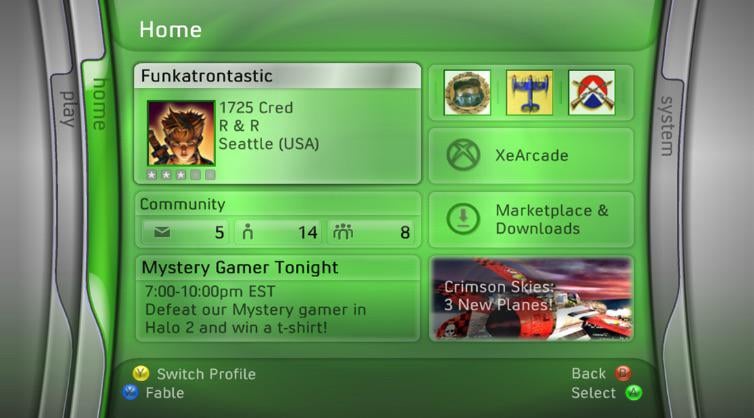 Home
play
home
system
Funkatrontastic
1725 Cred
R & R
Seattle (USA)
XeArcade
Community
5
14
8
Marketplace &
Downloads
Mystery Gamer Tonight
7:00-10:00pm EST
Defeat our Mystery gamer in
Halo 2 and win a t-shirt!
Crimson Skies:
3 New Planes!
Y Switch Profile
Fable
Back B
Select A